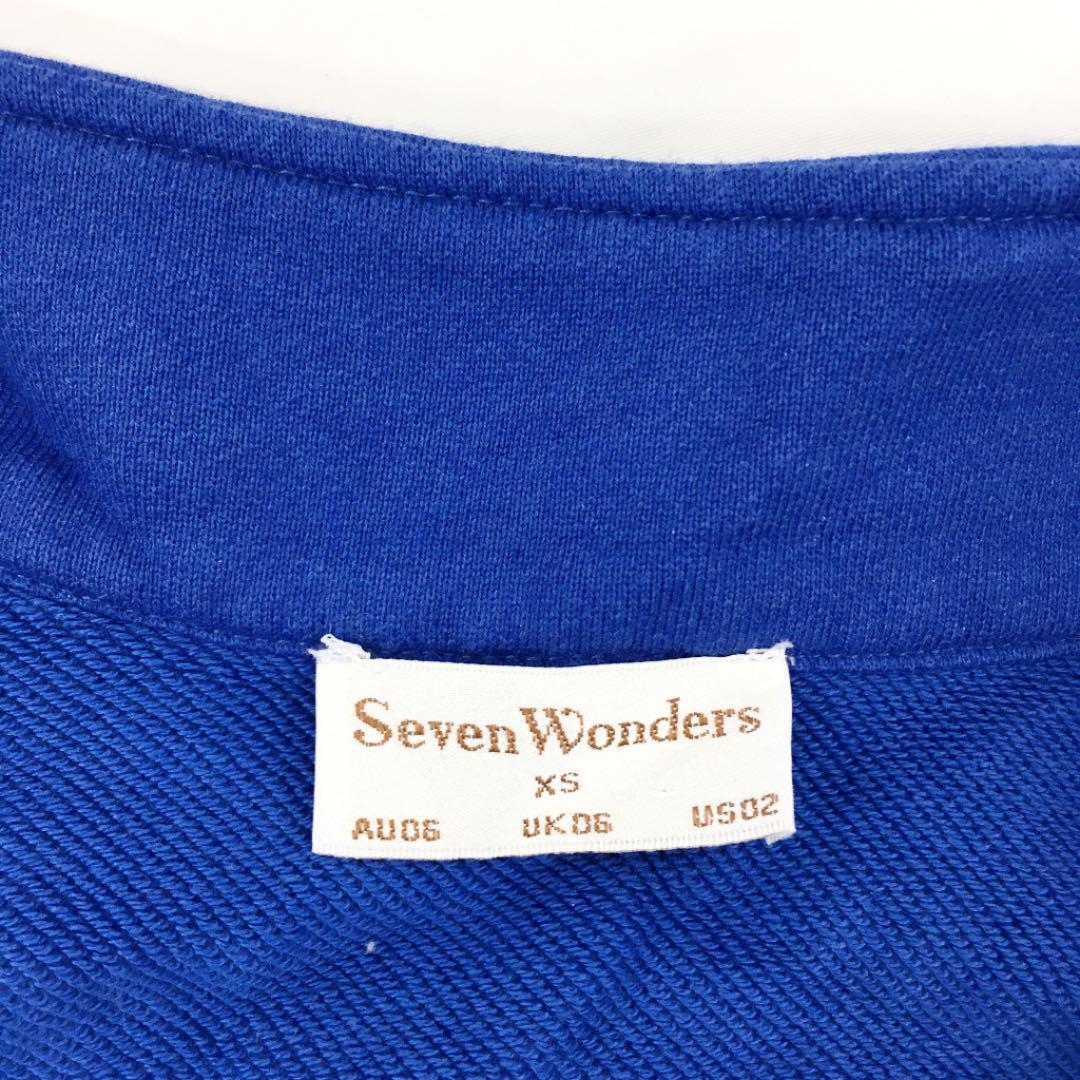 Seven Wonders
XS
AU06 UK06 US02